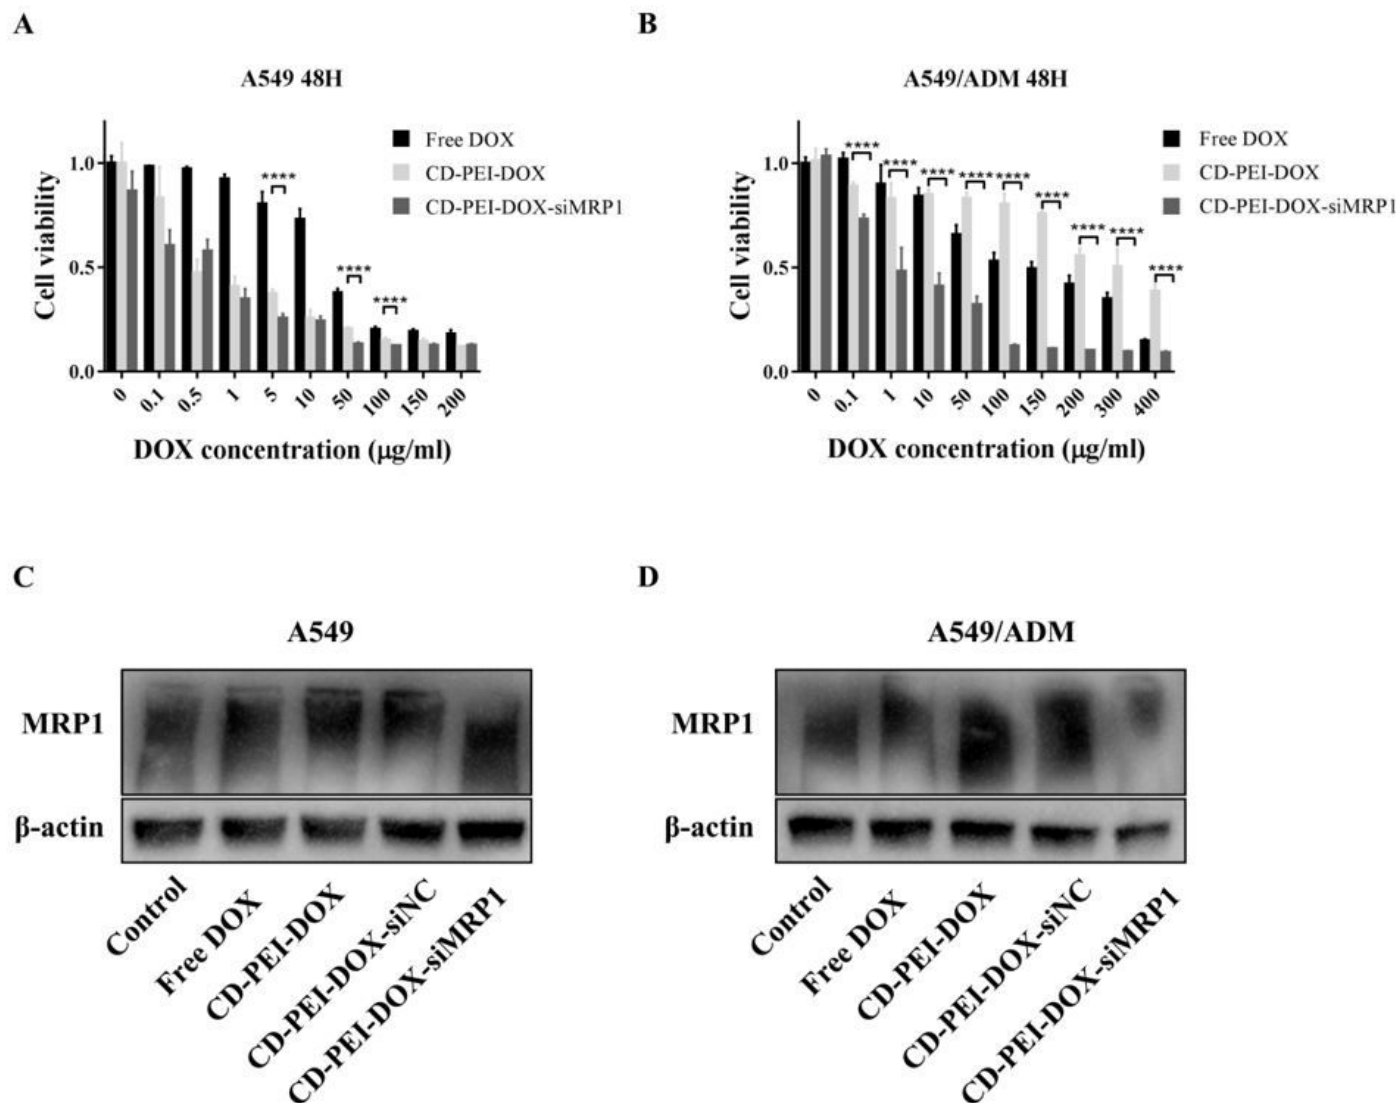 A
A549 48H
Cell viability
1.0
0.5
0.0
****
****
****
Free DOX
CD-PEI-DOX
CD-PEI-DOX-siMRP1
0 0.1 0.5 1 5 10 50 100 150 200
DOX concentration (μg/ml)
B
A549/ADM 48H
Cell viability
1.0
0.5
0.0
****
****
****
****
****
****
****
****
****
Free DOX
CD-PEI-DOX
CD-PEI-DOX-siMRP1
0 0.1 1 10 50 100 150 200 300 400
DOX concentration (μg/ml)
C
A549
MRP1
β-actin
Control
Free DOX
CD-PEI-DOX
CD-PEI-DOX-siNC
CD-PEI-DOX-siMRP1
D
A549/ADM
MRP1
β-actin
Control
Free DOX
CD-PEI-DOX
CD-PEI-DOX-siNC
CD-PEI-DOX-siMRP1